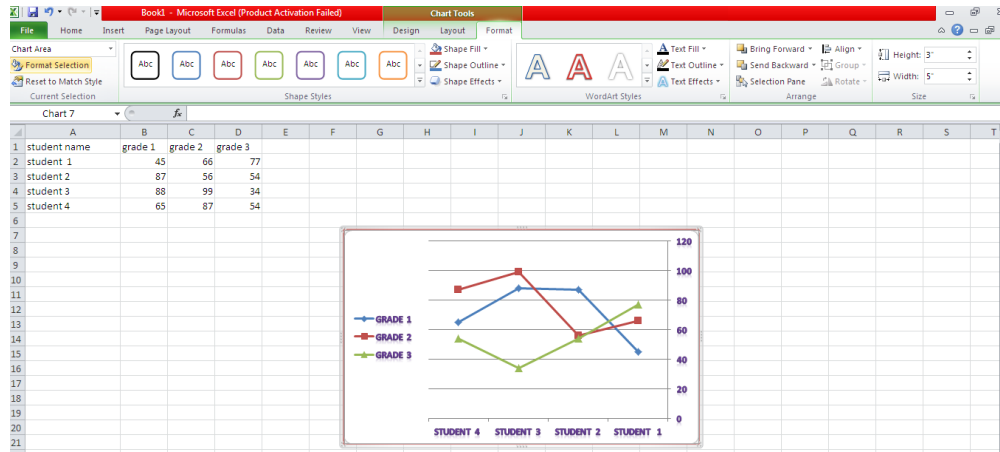 Book1 - Microsoft Excel (Product Activation Failed) Chart Tools
File Home Insert Page Layout Formulas Data Review View Design Layout Format
Chart Area
Format Selection
Reset to Match Style
Current Selection
Abc Abc Abc Abc Abc Abc Abc
Shape Styles
Shape Fill
Shape Outline
Shape Effects
A A A
WordArt Styles
A Text Fill
A Text Outline
A Text Effects
Bring Forward Align
Send Backward Group
Selection Pane Rotate
Arrange
Height: 3"
Width: 5"
Size
Chart 7 fx
A B C D E F G H I J K L M N O P Q R S T
1 student name grade 1 grade 2 grade 3
2 student 1 45 66 77
3 student 2 87 56 54
4 student 3 88 99 34
5 student 4 65 87 54
6
7
8
9
10
11
12
13
14
15
16
17
18
19
20
21
120
100
80
60
40
20
0
GRADE 1
GRADE 2
GRADE 3
STUDENT 4 STUDENT 3 STUDENT 2 STUDENT 1